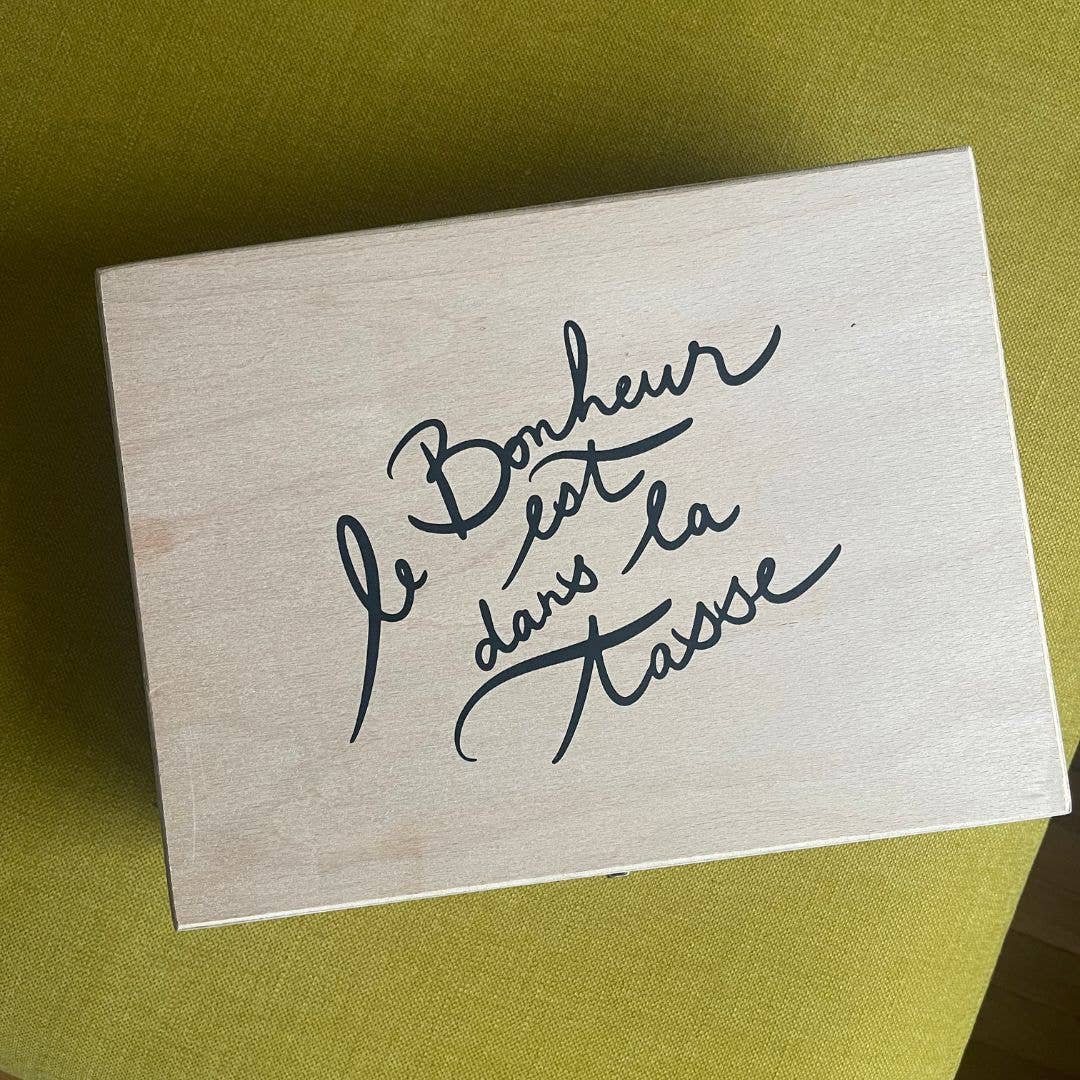 le Bonheur
est
dans la
tasse